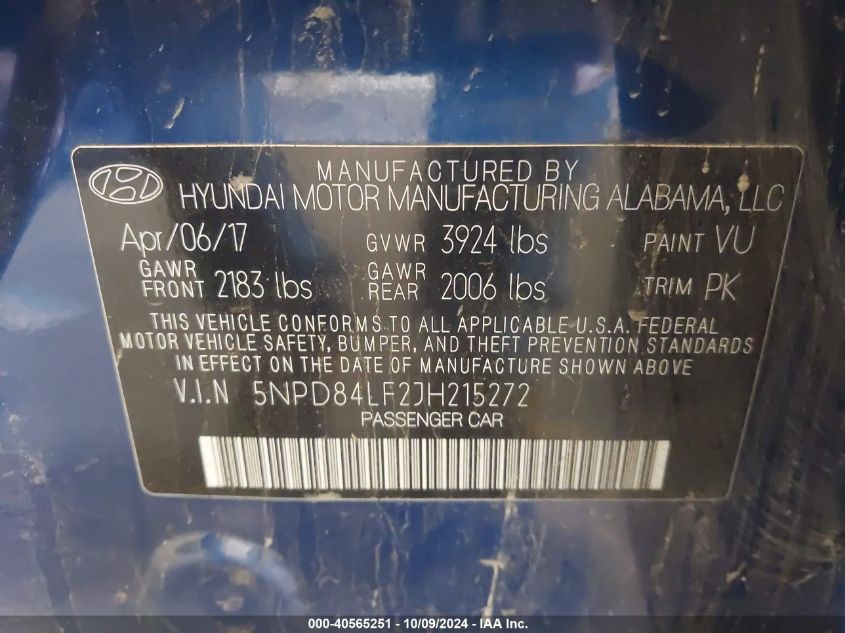 MANUFACTURED BY
HYUNDAI MOTOR MANUFACTURING ALABAMA, LLC
Apr/06/17 GVWR 3924 lbs PAINT VU
GAWR FRONT 2183 lbs GAWR REAR 2006 lbs TRIM PK
THIS VEHICLE CONFORMS TO ALL APPLICABLE U.S.A. FEDERAL
MOTOR VEHICLE SAFETY, BUMPER, AND THEFT PREVENTION STANDARDS
IN EFFECT ON THE DATE OF MANUFACTURE SHOWN ABOVE
V.I.N 5NPD84LF2JH215272
PASSENGER CAR
000-40565251 - 10/09/2024 - IAA Inc.